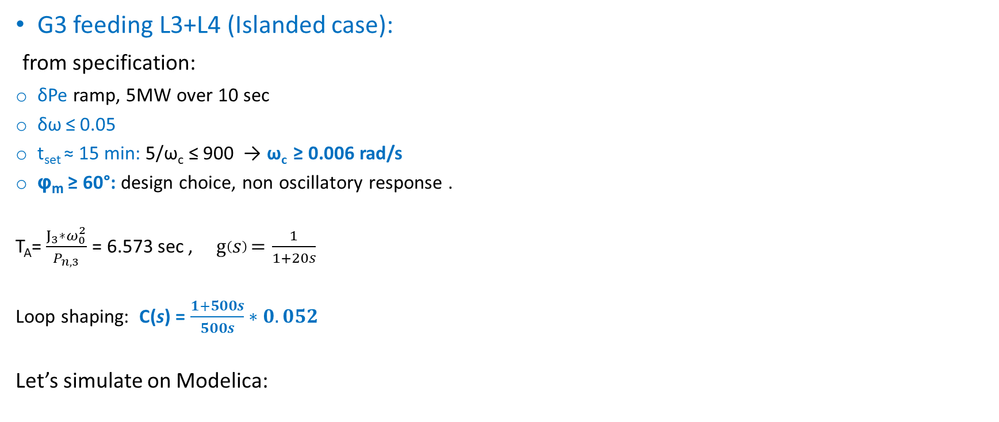 • G3 feeding L3+L4 (Islanded case):
from specification:
o δPe ramp, 5MW over 10 sec
o δω ≤ 0.05
o tset ≈ 15 min: 5/ωc ≤ 900 → ωc ≥ 0.006 rad/s
o φm ≥ 60°: design choice, non oscillatory response .
TA= J3*ω0^2 / Pn,3 = 6.573 sec , g(s) = 1 / 1+20s
Loop shaping: C(s) = 1+500s / 500s * 0.052
Let’s simulate on Modelica: